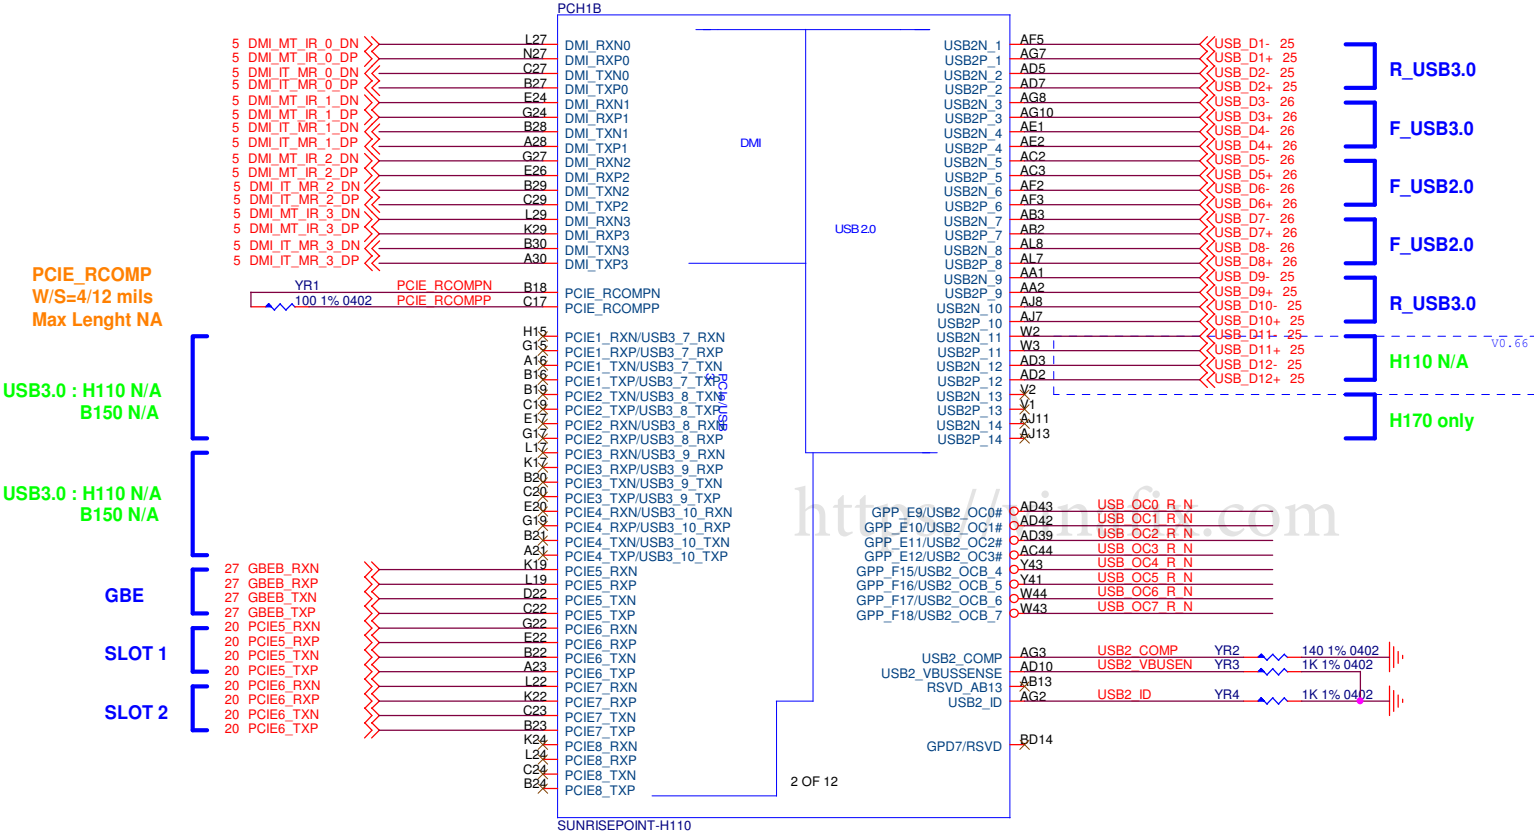 PCH1B
5 DMI_MT_IR_0_DN L27 DMI_RXN0
5 DMI_MT_IR_0_DP N27 DMI_RXP0
5 DMI_IT_MR_0_DN C27 DMI_TXN0
5 DMI_IT_MR_0_DP B27 DMI_TXP0
5 DMI_MT_IR_1_DN E24 DMI_RXN1
5 DMI_MT_IR_1_DP G24 DMI_RXP1
5 DMI_IT_MR_1_DN B28 DMI_TXN1
5 DMI_IT_MR_1_DP A28 DMI_TXP1
5 DMI_MT_IR_2_DN G27 DMI_RXN2
5 DMI_MT_IR_2_DP E26 DMI_RXP2
5 DMI_IT_MR_2_DN B29 DMI_TXN2
5 DMI_IT_MR_2_DP C29 DMI_TXP2
5 DMI_MT_IR_3_DN L29 DMI_RXN3
5 DMI_MT_IR_3_DP K29 DMI_RXP3
5 DMI_IT_MR_3_DN B30 DMI_TXN3
5 DMI_IT_MR_3_DP A30 DMI_TXP3
DMI
USB 2.0
PCIE_RCOMP
W/S=4/12 mils
Max Lenght NA
YR1 PCIE_RCOMPN B18 PCIE_RCOMPN
100 1% 0402 PCIE_RCOMPP C17 PCIE_RCOMPP
H15 PCIE1_RXN/USB3_7_RXN
G15 PCIE1_RXP/USB3_7_RXP
A16 PCIE1_TXN/USB3_7_TXN
B16 PCIE1_TXP/USB3_7_TXP
B19 PCIE2_TXN/USB3_8_TXN
C19 PCIE2_TXP/USB3_8_TXP
E17 PCIE2_RXN/USB3_8_RXN
G17 PCIE2_RXP/USB3_8_RXP
USB3.0 : H110 N/A
B150 N/A
L17 PCIE3_RXN/USB3_9_RXN
K17 PCIE3_RXP/USB3_9_RXP
B20 PCIE3_TXN/USB3_9_TXN
C20 PCIE3_TXP/USB3_9_TXP
E20 PCIE4_RXN/USB3_10_RXN
G19 PCIE4_RXP/USB3_10_RXP
B21 PCIE4_TXN/USB3_10_TXN
A21 PCIE4_TXP/USB3_10_TXP
USB3.0 : H110 N/A
B150 N/A
27 GBEB_RXN K19 PCIE5_RXN
27 GBEB_RXP L19 PCIE5_RXP
27 GBEB_TXN D22 PCIE5_TXN
27 GBEB_TXP C22 PCIE5_TXP
GBE
20 PCIE5_RXN G22 PCIE6_RXN
20 PCIE5_RXP E22 PCIE6_RXP
20 PCIE5_TXN B22 PCIE6_TXN
20 PCIE5_TXP A23 PCIE6_TXP
SLOT 1
20 PCIE6_RXN L22 PCIE7_RXN
20 PCIE6_RXP K22 PCIE7_RXP
20 PCIE6_TXN C23 PCIE7_TXN
20 PCIE6_TXP B23 PCIE7_TXP
SLOT 2
K24 PCIE8_RXN
L24 PCIE8_RXP
C24 PCIE8_TXN
B24 PCIE8_TXP
USB2N_1 AF5 USB_D1- 25
USB2P_1 AG7 USB_D1+ 25
USB2N_2 AD5 USB_D2- 25
USB2P_2 AD7 USB_D2+ 25
R_USB3.0
USB2N_3 AG8 USB_D3- 26
USB2P_3 AG10 USB_D3+ 26
USB2N_4 AE1 USB_D4- 26
USB2P_4 AE2 USB_D4+ 26
F_USB3.0
USB2N_5 AC2 USB_D5- 26
USB2P_5 AC3 USB_D5+ 26
USB2N_6 AF2 USB_D6- 26
USB2P_6 AF3 USB_D6+ 26
F_USB2.0
USB2N_7 AB3 USB_D7- 26
USB2P_7 AB2 USB_D7+ 26
USB2N_8 AL8 USB_D8- 26
USB2P_8 AL7 USB_D8+ 26
F_USB2.0
USB2N_9 AA1 USB_D9- 25
USB2P_9 AA2 USB_D9+ 25
USB2N_10 AJ8 USB_D10- 25
USB2P_10 AJ7 USB_D10+ 25
R_USB3.0
USB2N_11 W2 USB_D11- 25
USB2P_11 W3 USB_D11+ 25
USB2N_12 AD3 USB_D12- 25
USB2P_12 AD2 USB_D12+ 25
H110 N/A
V0.66
USB2N_13 V2
USB2P_13 V1
USB2N_14 AJ11
USB2P_14 AJ13
H170 only
GPP_E9/USB2_OC0# AD43 USB_OC0_R_N
GPP_E10/USB2_OC1# AD42 USB_OC1_R_N
GPP_E11/USB2_OC2# AD39 USB_OC2_R_N
GPP_E12/USB2_OC3# AC44 USB_OC3_R_N
GPP_F15/USB2_OCB_4 Y43 USB_OC4_R_N
GPP_F16/USB2_OCB_5 Y41 USB_OC5_R_N
GPP_F17/USB2_OCB_6 W44 USB_OC6_R_N
GPP_F18/USB2_OCB_7 W43 USB_OC7_R_N
USB2_COMP AG3 USB2_COMP YR2 140 1% 0402
USB2_VBUSSENSE AD10 USB2_VBUSEN YR3 1K 1% 0402
RSVD_AB13 AB13
USB2_ID AG2 USB2_ID YR4 1K 1% 0402
GPD7/RSVD BD14
2 OF 12
SUNRISEPOINT-H110